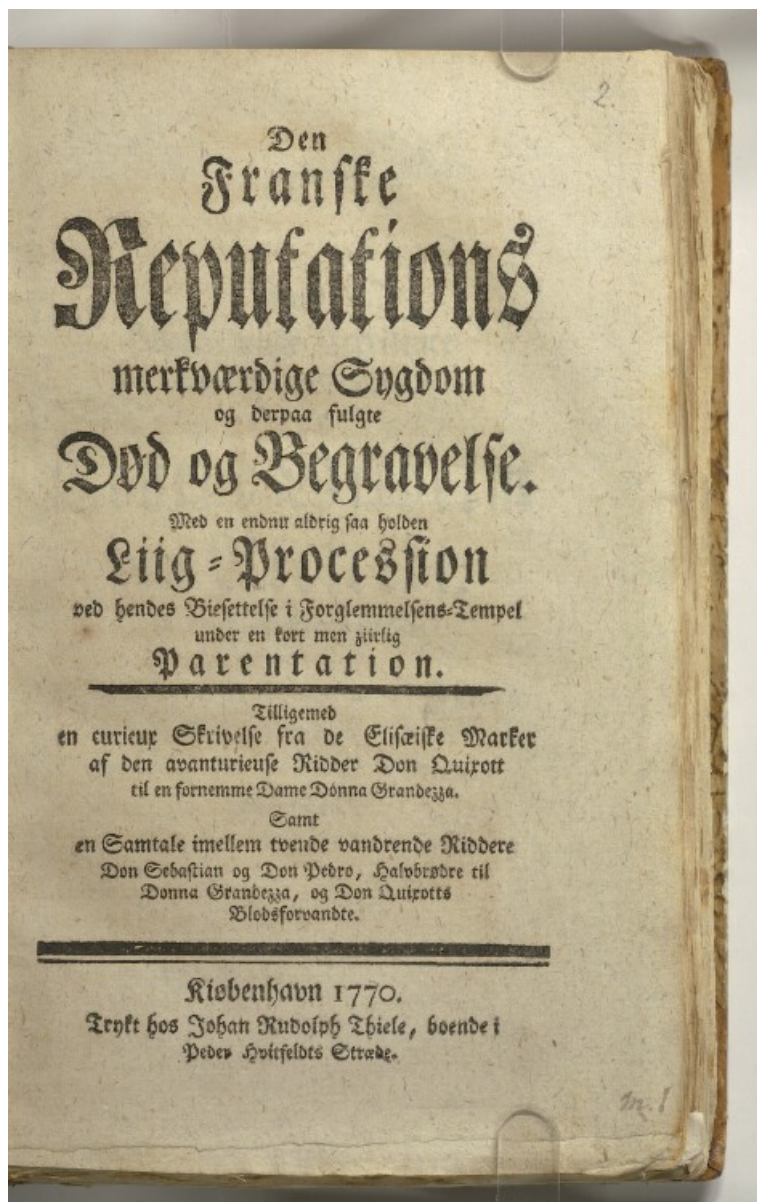 2.
Den
Franske
Reputations
merkværdige Sygdom
og derpaa fulgte
Død og Begravelse.
Med en endnu aldrig saa holden
Liig-Procession
ved hendes Biesettelse i Forglemmelsens-Tempel
under en kort men ziirlig
Parentation.
Tilligemed
en curieux Skrivelse fra de Elisæiske Marker
af den avanturieuse Ridder Don Quixott
til en fornemme Dame Donna Grandezza.
Samt
en Samtale imellem tvende vandrende Riddere
Don Sebastian og Don Pedro, Halvbrødre til
Donna Grandezza, og Don Quixotts
Blodsforvandte.
Kiøbenhavn 1770.
Trykt hos Johan Rudolph Thiele, boende i
Peder Hvitfeldts Stræde.